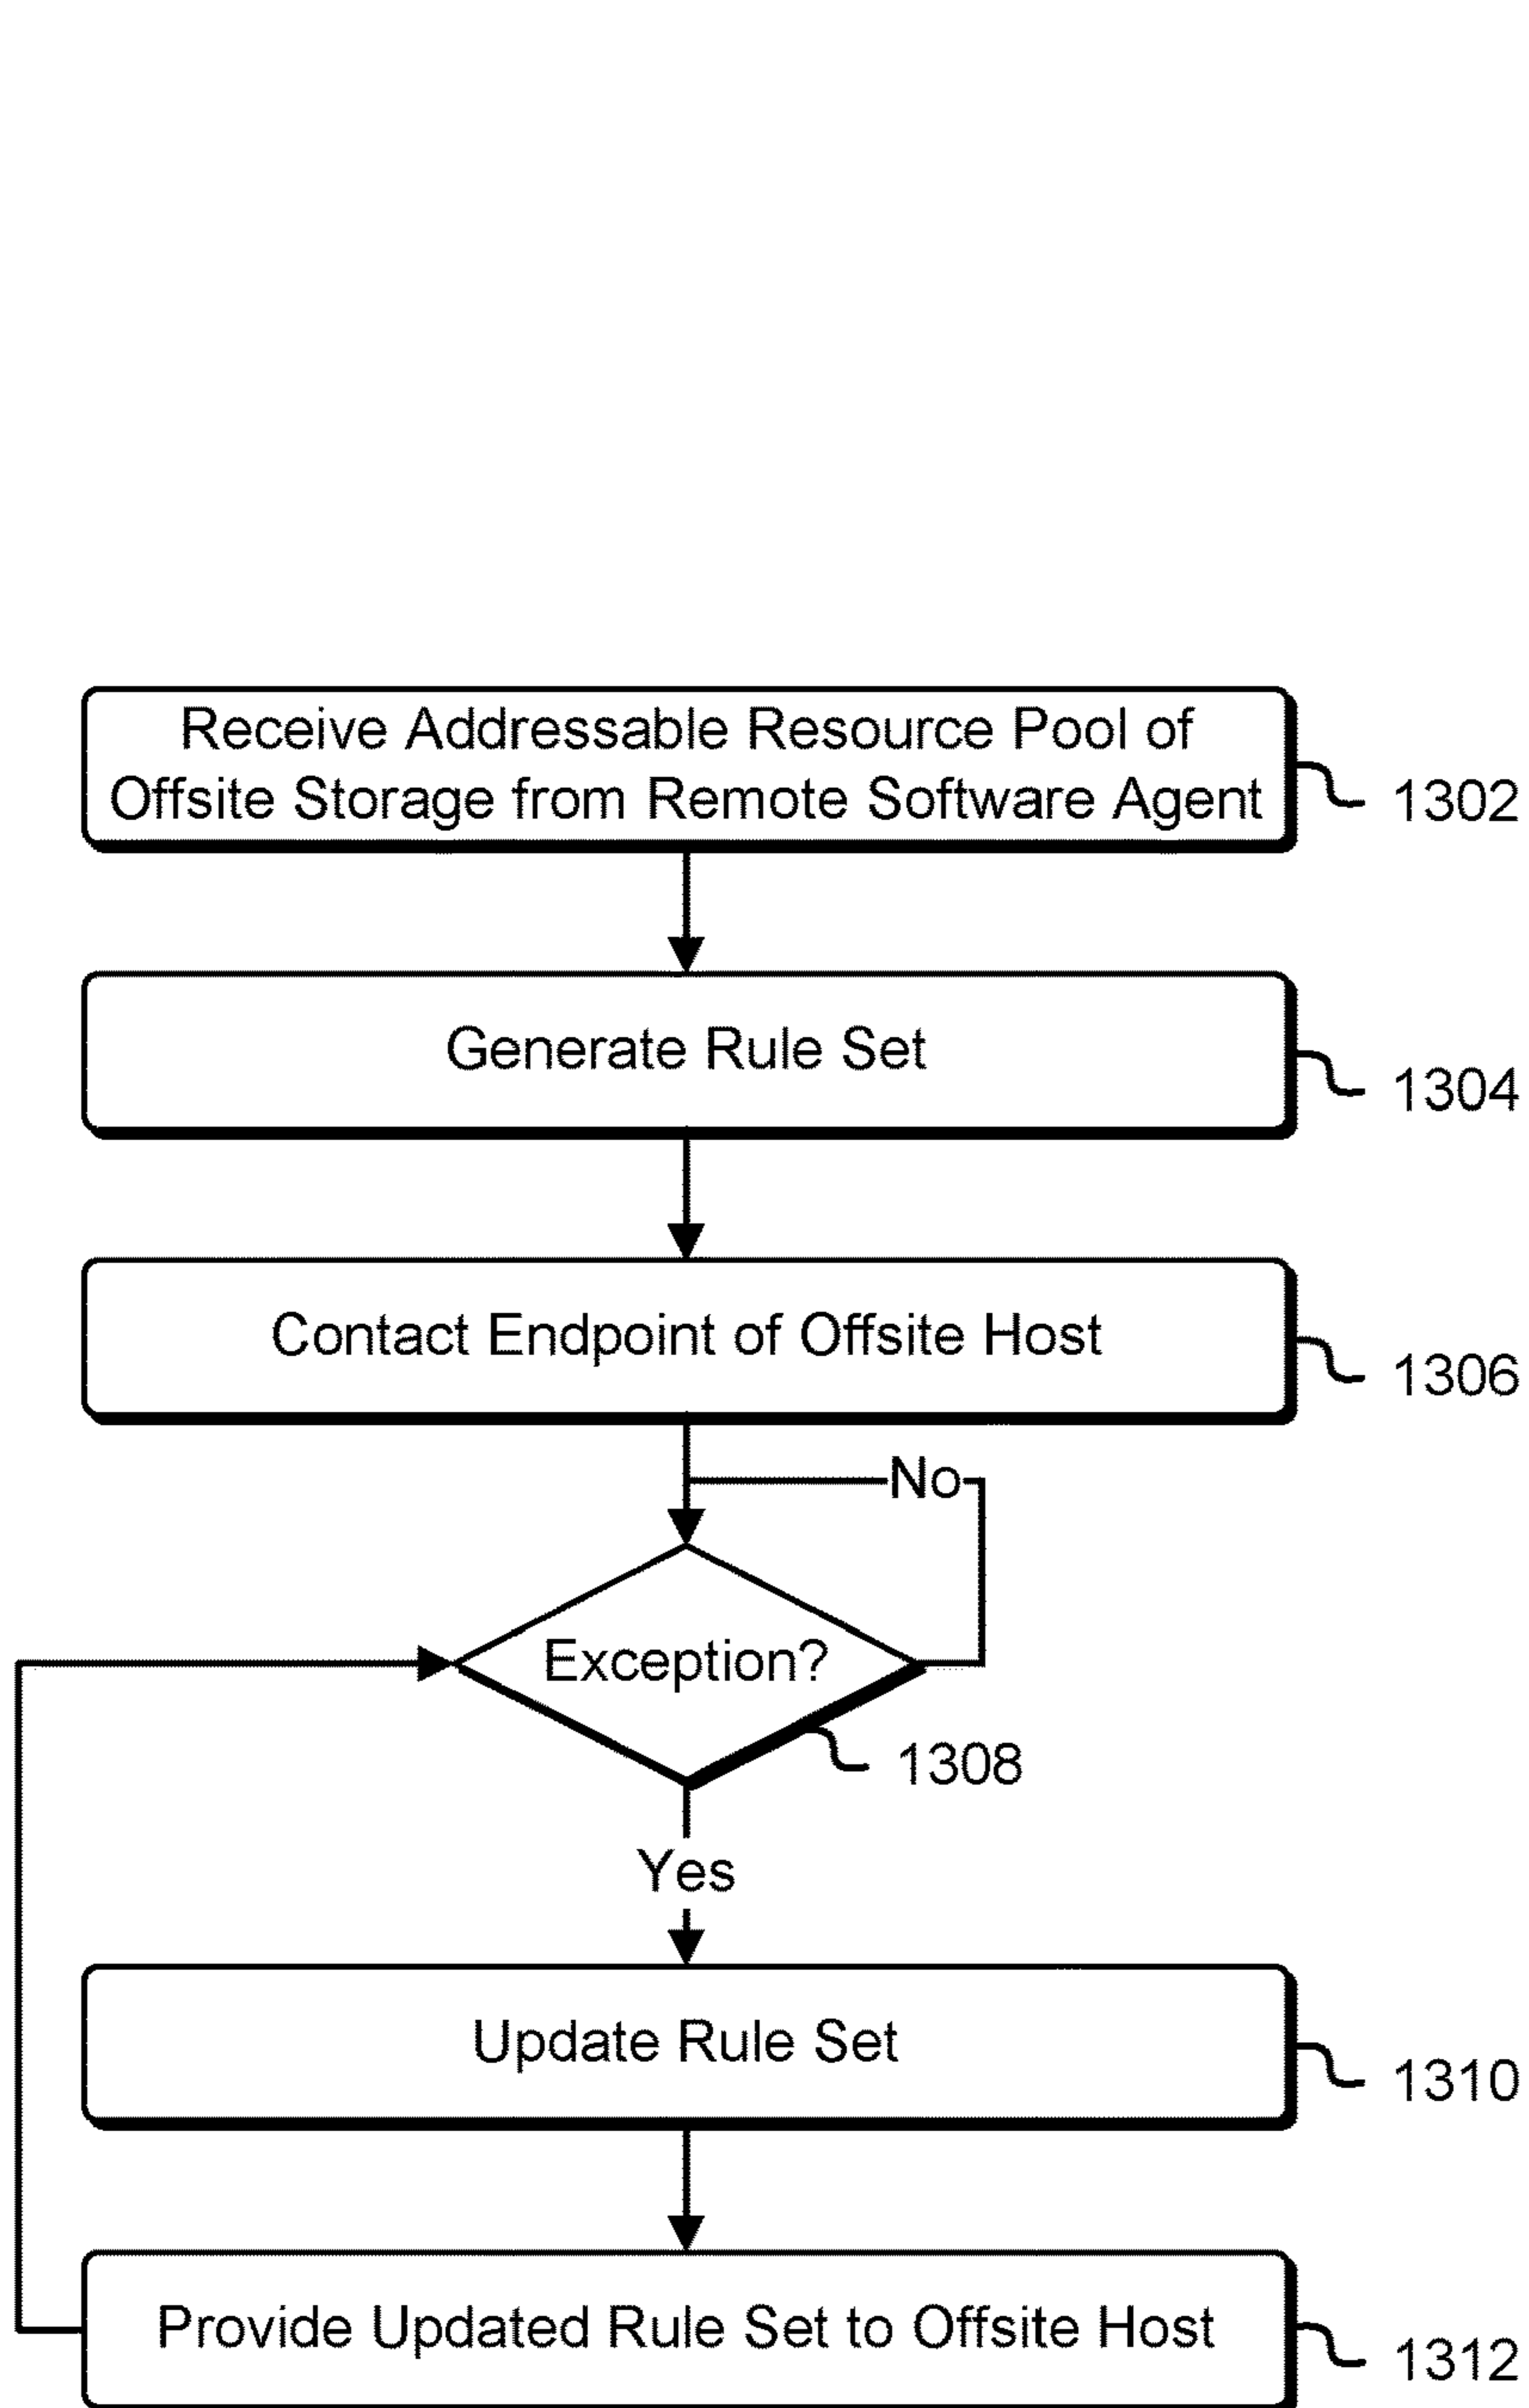 Receive Addressable Resource Pool of
Offsite Storage from Remote Software Agent
1302
Generate Rule Set
1304
Contact Endpoint of Offsite Host
1306
No
Exception?
1308
Yes
Update Rule Set
1310
Provide Updated Rule Set to Offsite Host
1312